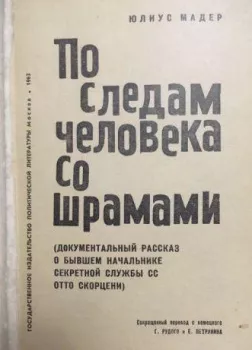 ЮЛИУС МАДЕР
По
следам
человека
со
шрамами
(ДОКУМЕНТАЛЬНЫЙ РАССКАЗ
О БЫВШЕМ НАЧАЛЬНИКЕ
СЕКРЕТНОЙ СЛУЖБЫ СС
ОТТО СКОРЦЕНИ)
Сокращенный перевод с немецкого
Г. РУДОГО и Е. ПЕТРАНИНА
ГОСУДАРСТВЕННОЕ ИЗДАТЕЛЬСТВО ПОЛИТИЧЕСКОЙ ЛИТЕРАТУРЫ Москва • 1963